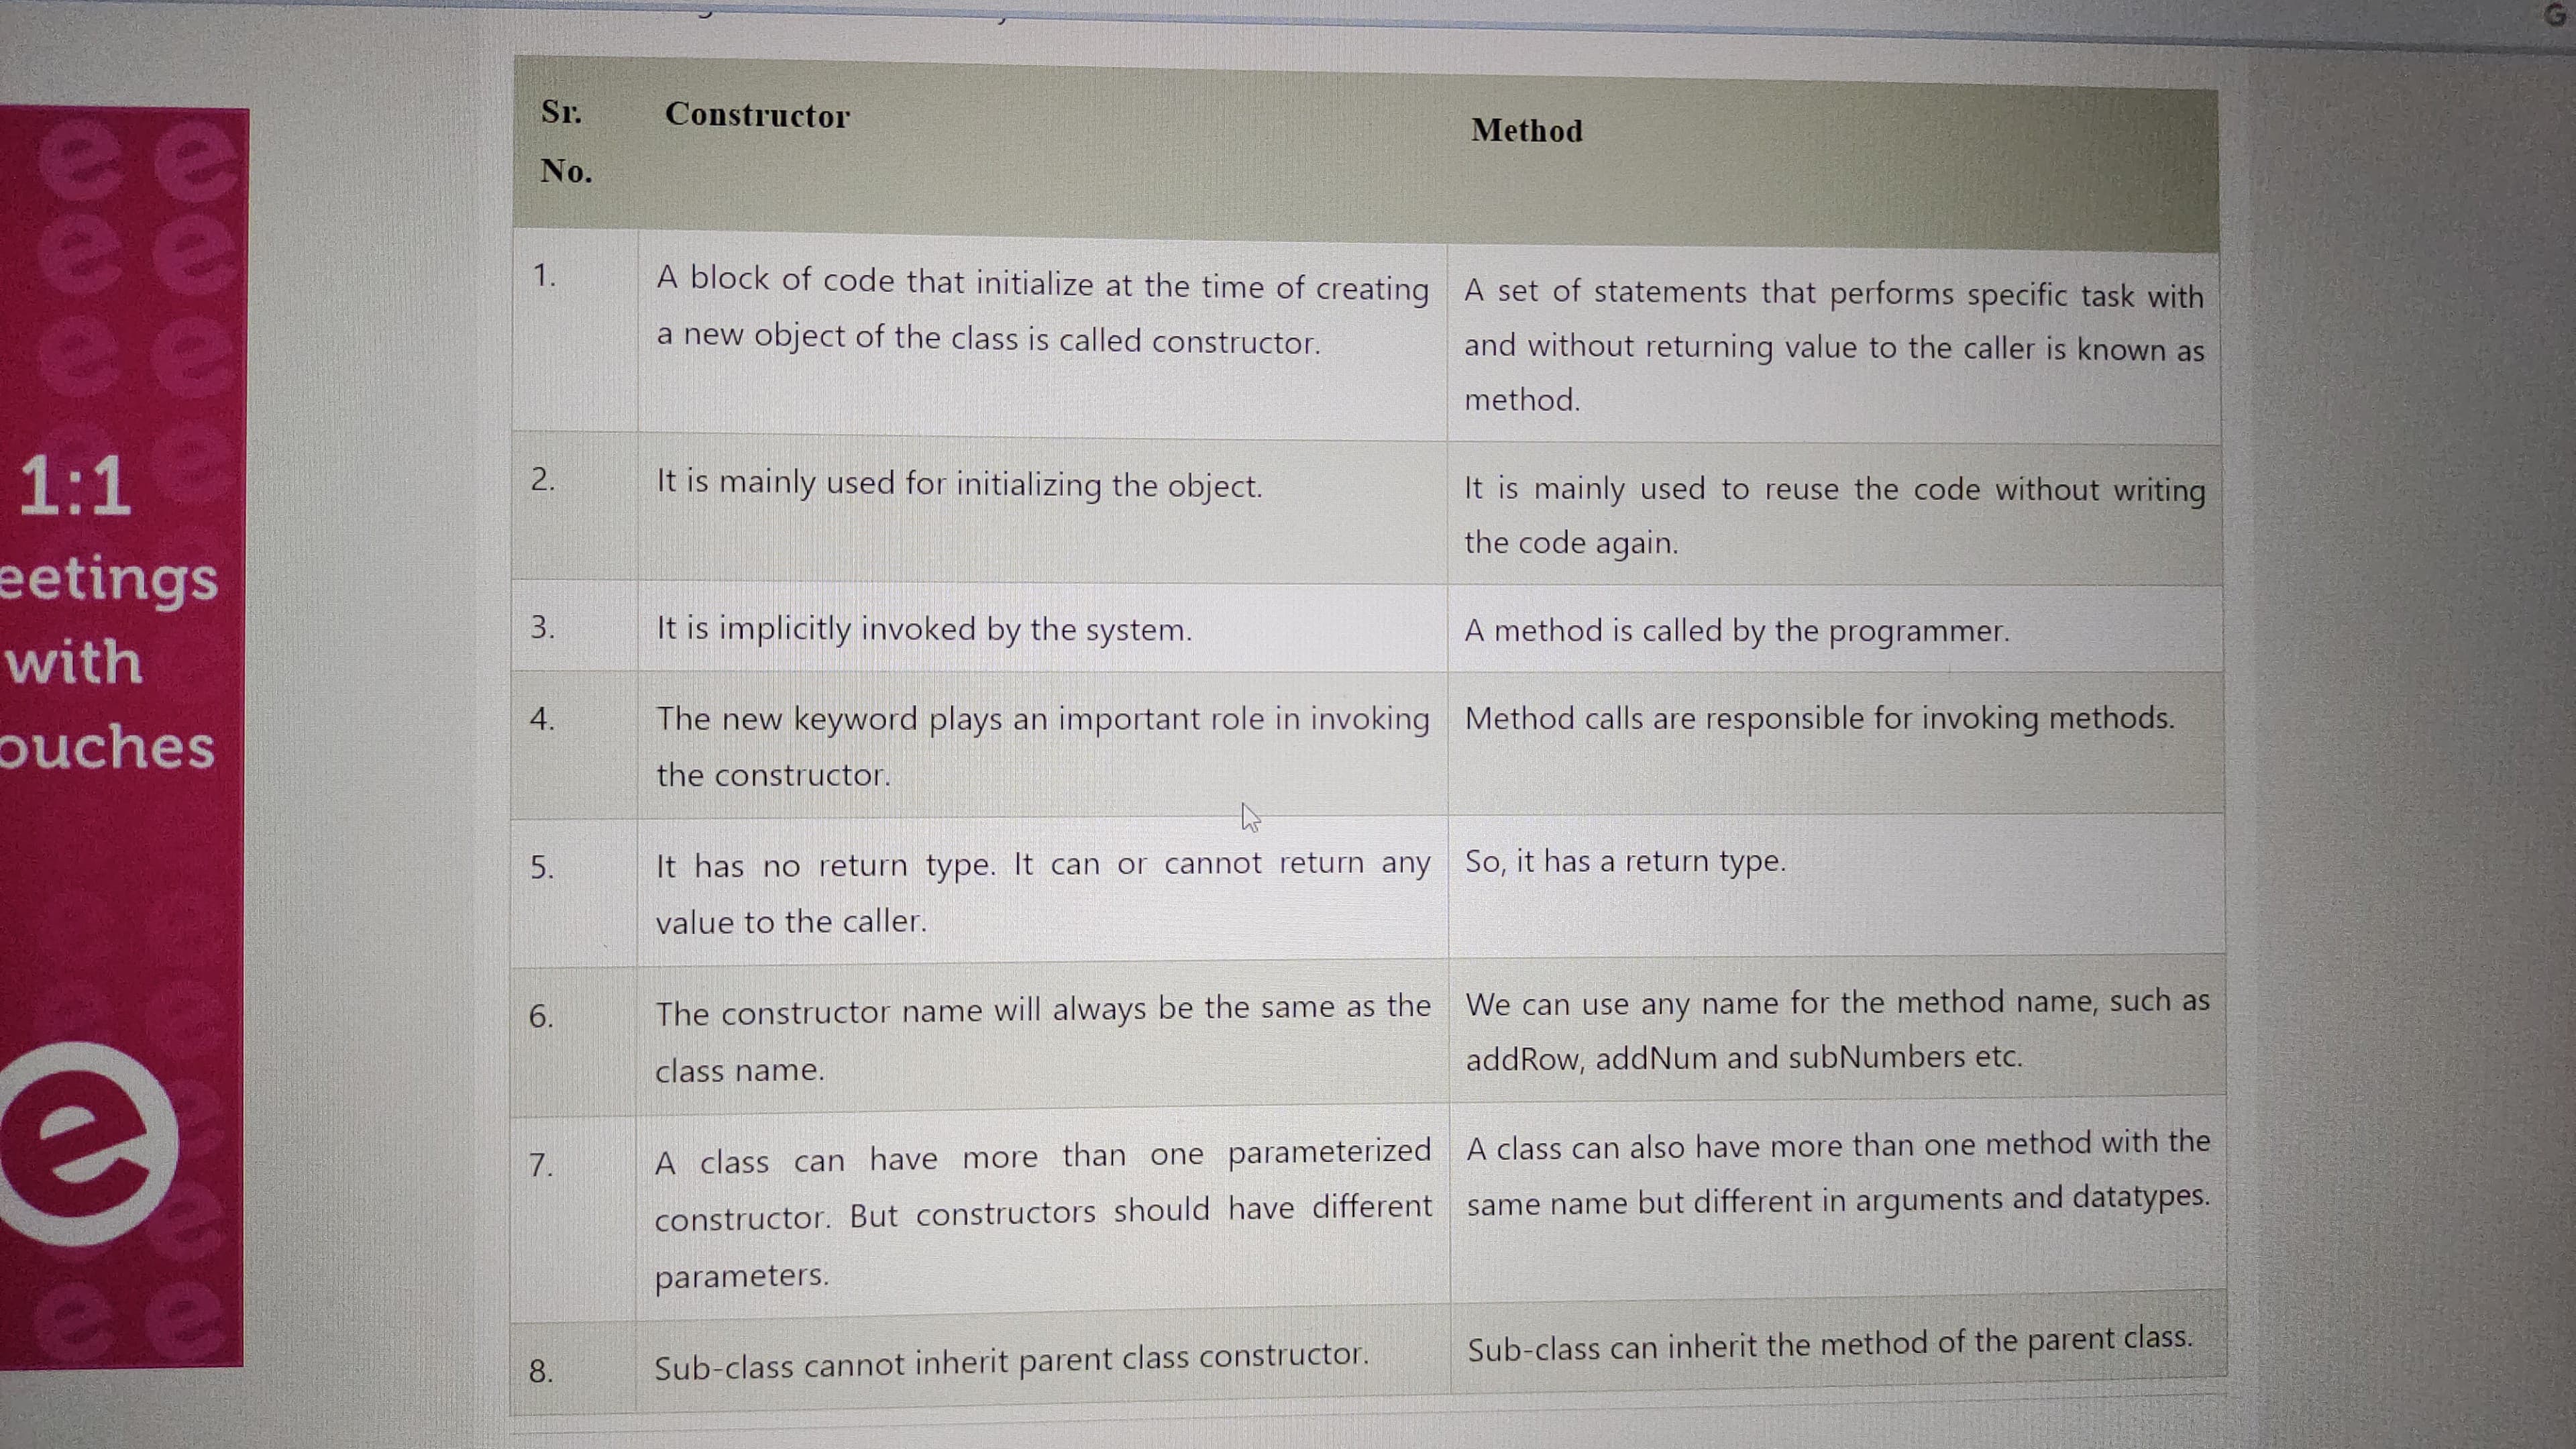 G
Sr.
No.
Constructor
Method
1.
A block of code that initialize at the time of creating
a new object of the class is called constructor.
A set of statements that performs specific task with
and without returning value to the caller is known as
method.
2.
It is mainly used for initializing the object.
It is mainly used to reuse the code without writing
the code again.
3.
It is implicitly invoked by the system.
A method is called by the programmer.
4.
The new keyword plays an important role in invoking
the constructor.
Method calls are responsible for invoking methods.
5.
It has no return type. It can or cannot return any
value to the caller.
So, it has a return type.
6.
The constructor name will always be the same as the
class name.
We can use any name for the method name, such as
addRow, addNum and subNumbers etc.
7.
A class can have more than one parameterized
constructor. But constructors should have different
parameters.
A class can also have more than one method with the
same name but different in arguments and datatypes.
8.
Sub-class cannot inherit parent class constructor.
Sub-class can inherit the method of the parent class.
1:1
eetings
with
ouches
e